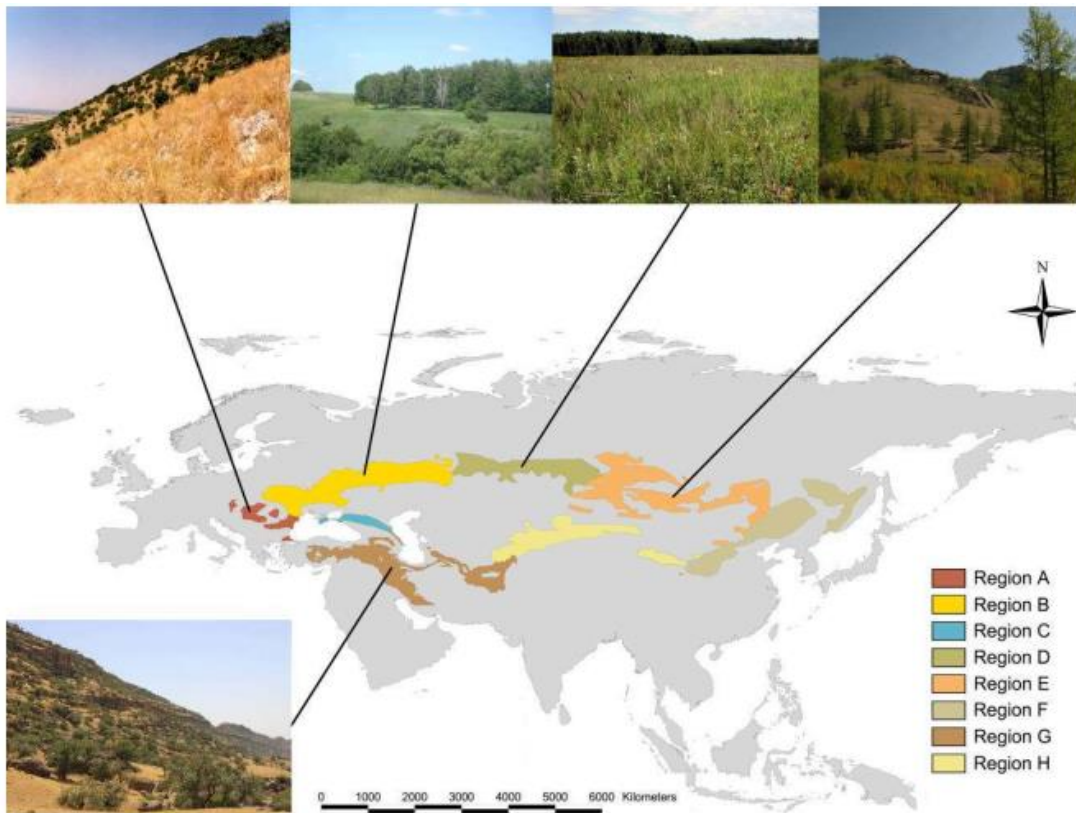 N
Region A
Region B
Region C
Region D
Region E
Region F
Region G
Region H
0 1000 2000 3000 4000 5000 6000 Kilometers